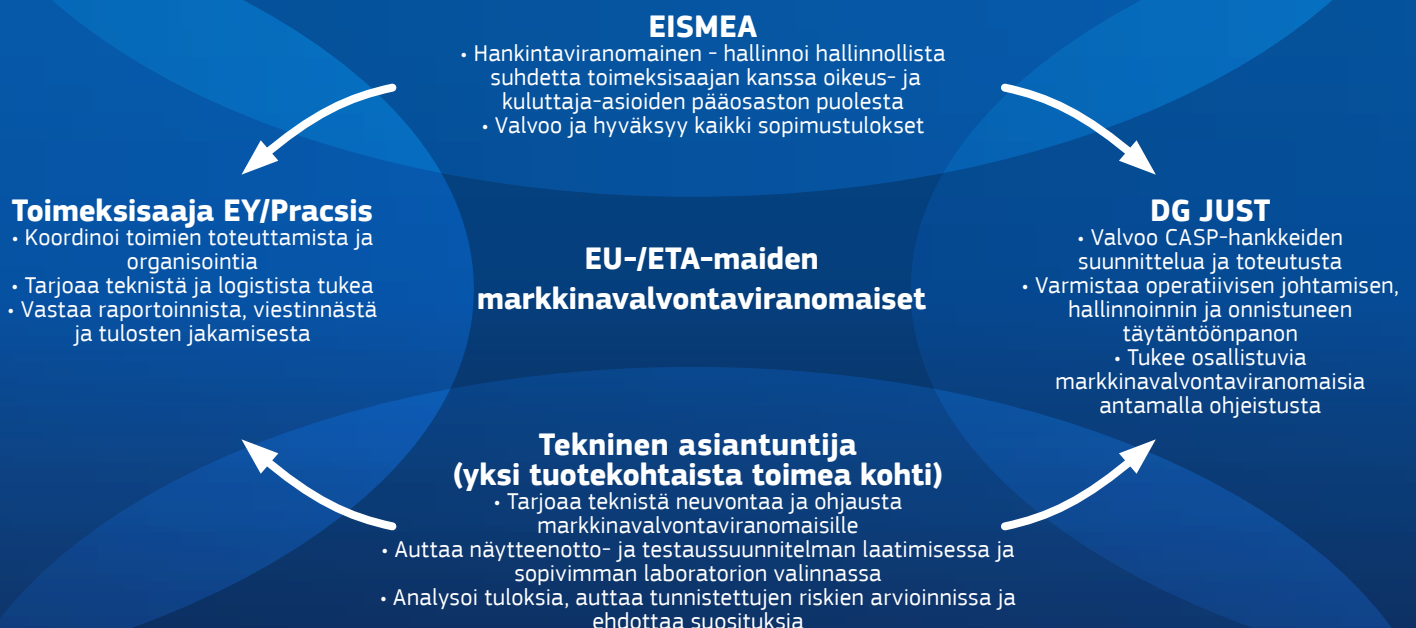 EISMEA
• Hankintaviranomainen - hallinnoi hallinnollista
suhdetta toimeksisaajan kanssa oikeus- ja
kuluttaja-asioiden pääosaston puolesta
• Valvoo ja hyväksyy kaikki sopimustulokset
Toimeksisaaja EY/Pracsis
• Koordinoi toimien toteuttamista ja
organisointia
• Tarjoaa teknistä ja logistista tukea
• Vastaa raportoinnista, viestinnästä
ja tulosten jakamisesta
EU-/ETA-maiden
markkinavalvontaviranomaiset
DG JUST
• Valvoo CASP-hankkeiden
suunnittelua ja toteutusta
• Varmistaa operatiivisen johtamisen,
hallinnoinnin ja onnistuneen
täytäntöönpanon
• Tukee osallistuvia
markkinavalvontaviranomaisia
antamalla ohjeistusta
Tekninen asiantuntija
(yksi tuotekohtaista toimea kohti)
• Tarjoaa teknistä neuvontaa ja ohjausta
markkinavalvontaviranomaisille
• Auttaa näytteenotto- ja testaussuunnitelman laatimisessa ja
sopivimman laboratorion valinnassa
• Analysoi tuloksia, auttaa tunnistettujen riskien arvioinnissa ja
ehdottaa suosituksia